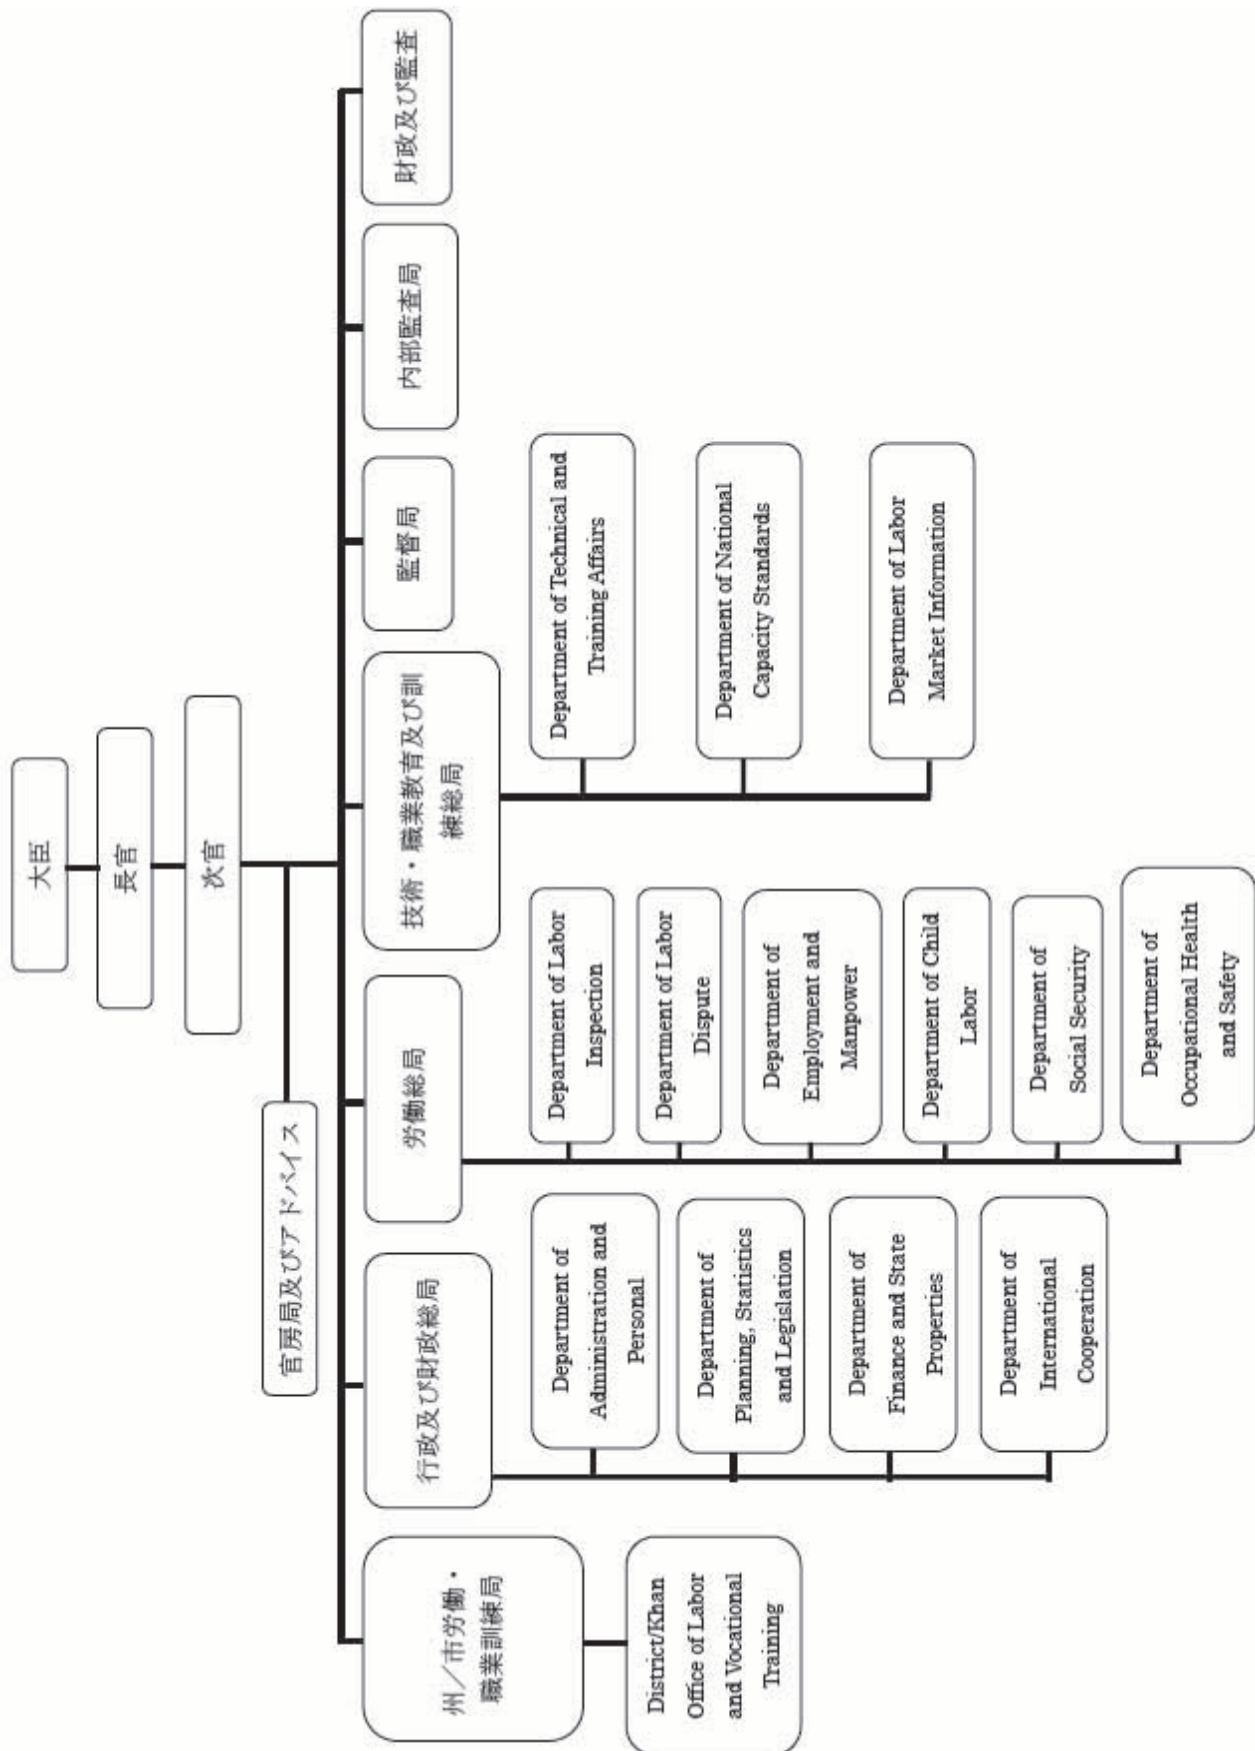 大臣
長官
次官
官房局及びアドバイス
州／市労働・
職業訓練局
行政及び財政総局
労働総局
技術・職業教育及び訓
練総局
監督局
内部監査局
財政及び監査
District/Khan
Office of Labor
and Vocational
Training
Department of
Administration and
Personal
Department of
Planning, Statistics
and Legislation
Department of
Finance and State
Properties
Department of
International
Cooperation
Department of Labor
Inspection
Department of Labor
Dispute
Department of
Employment and
Manpower
Department of Child
Labor
Department of
Social Security
Department of
Occupational Health
and Safety
Department of Technical and
Training Affairs
Department of National
Capacity Standards
Department of Labor
Market Information